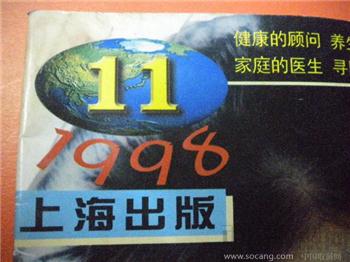 健康的顾问 养生
家庭的医生 寻
11
1998
上海出版
www.socang.com